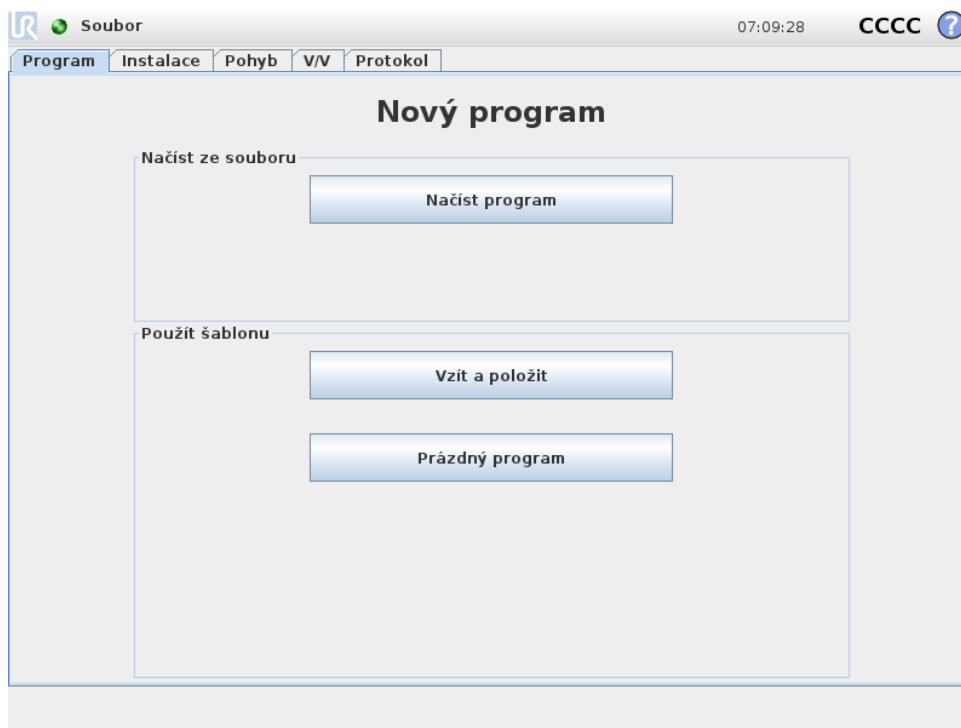 UR Soubor 07:09:28 CCCC ?
Program Instalace Pohyb V/V Protokol
Nový program
Načíst ze souboru
Načíst program
Použít šablonu
Vzít a položit
Prázdný program